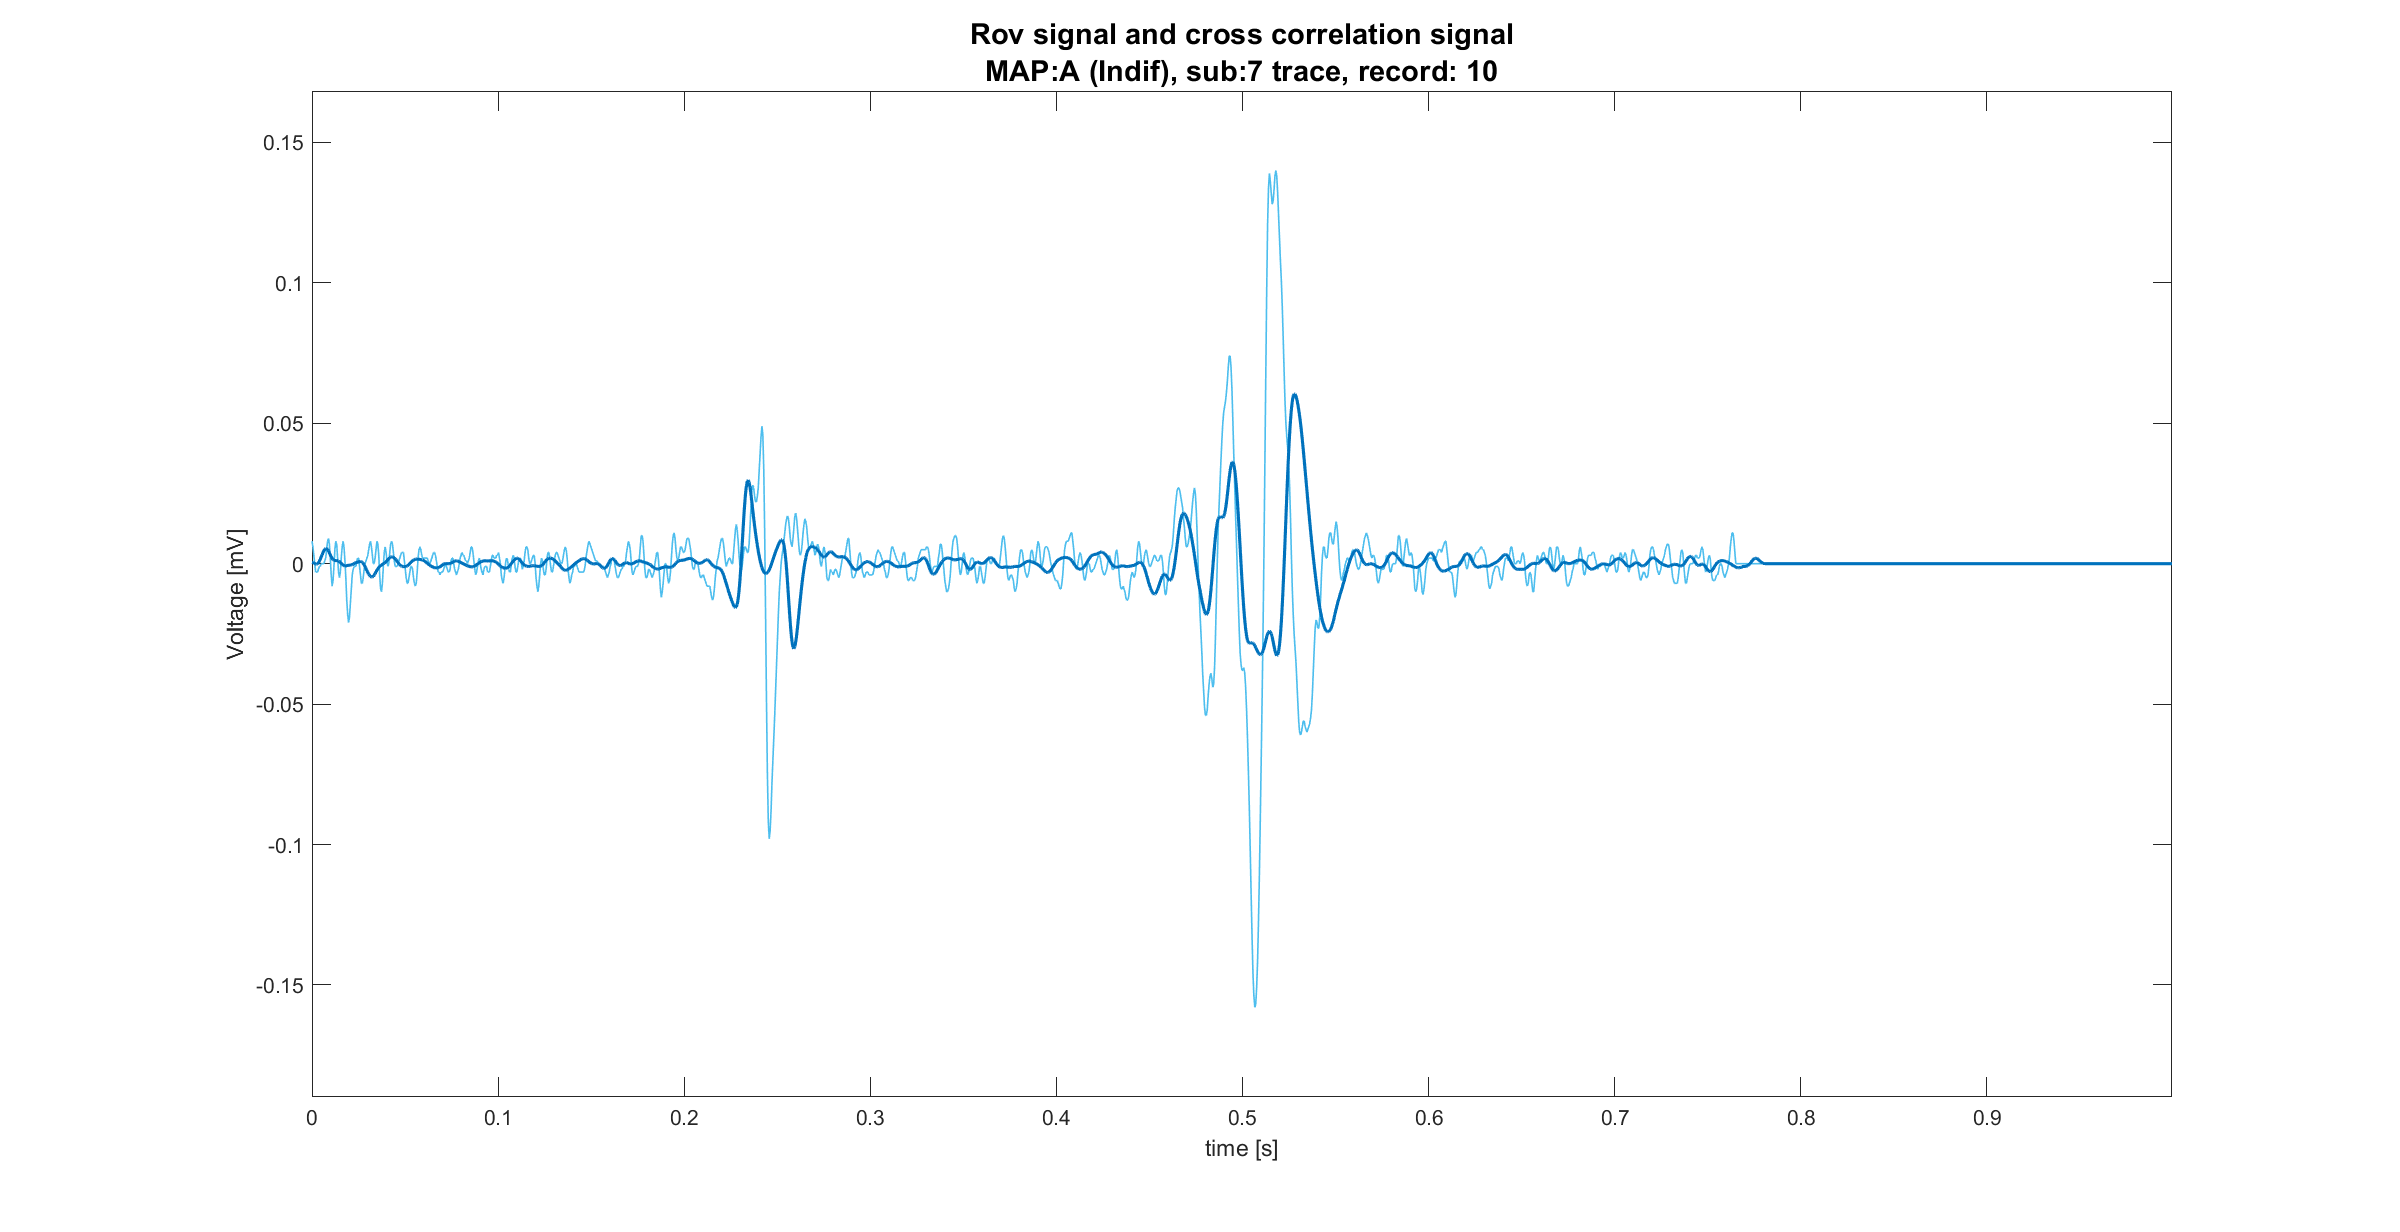 Rov signal and cross correlation signal
MAP:A (Indif), sub:7 trace, record: 10
0.15
0.1
0.05
0
-0.05
-0.1
-0.15
Voltage [mV]
0 0.1 0.2 0.3 0.4 0.5 0.6 0.7 0.8 0.9
time [s]